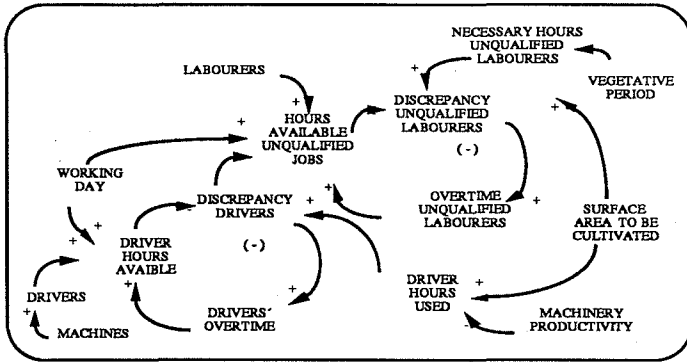 NECESSARY HOURS
UNQUALIFIED
LABOURERS
+
VEGETATIVE
PERIOD
LABOURERS
+
+
HOURS
AVAILABLE
UNQUALIFIED
JOBS
DISCREPANCY
UNQUALIFIED
LABOURERS
(-)
+
WORKING
DAY
-
DISCREPANCY
DRIVERS
(-)
+
+
OVERTIME
UNQUALIFIED
LABOURERS
+
SURFACE
AREA TO BE
CULTIVATED
+
+
DRIVER
HOURS
AVAIBLE
+
DRIVERS
+
MACHINES
DRIVERS'
OVERTIME
+
DRIVER
HOURS
USED
+
-
MACHINERY
PRODUCTIVITY